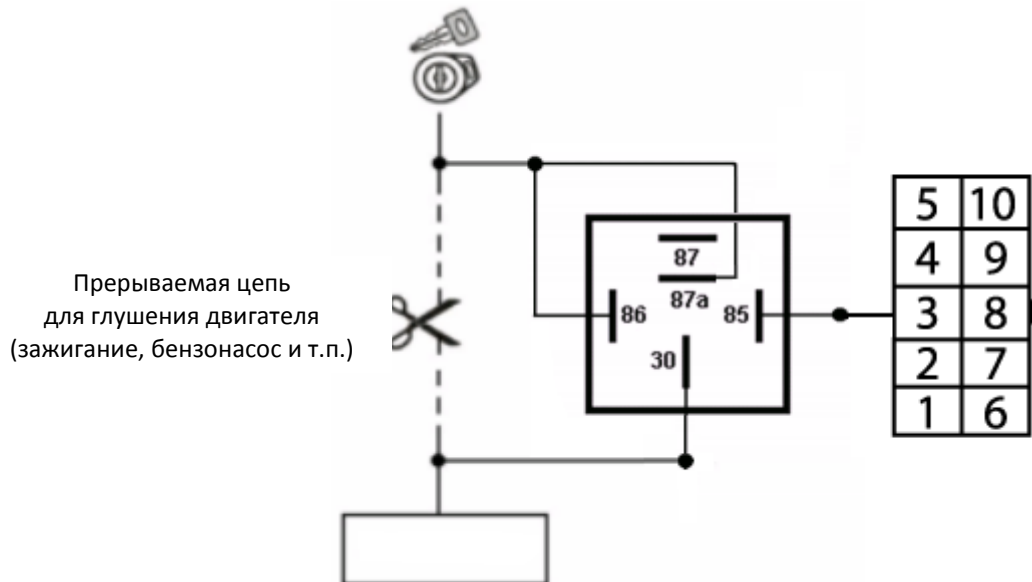 Прерываемая цепь
для глушения двигателя
(зажигание, бензонасос и т.п.)
87
87a
86
85
30
5 10
4 9
3 8
2 7
1 6